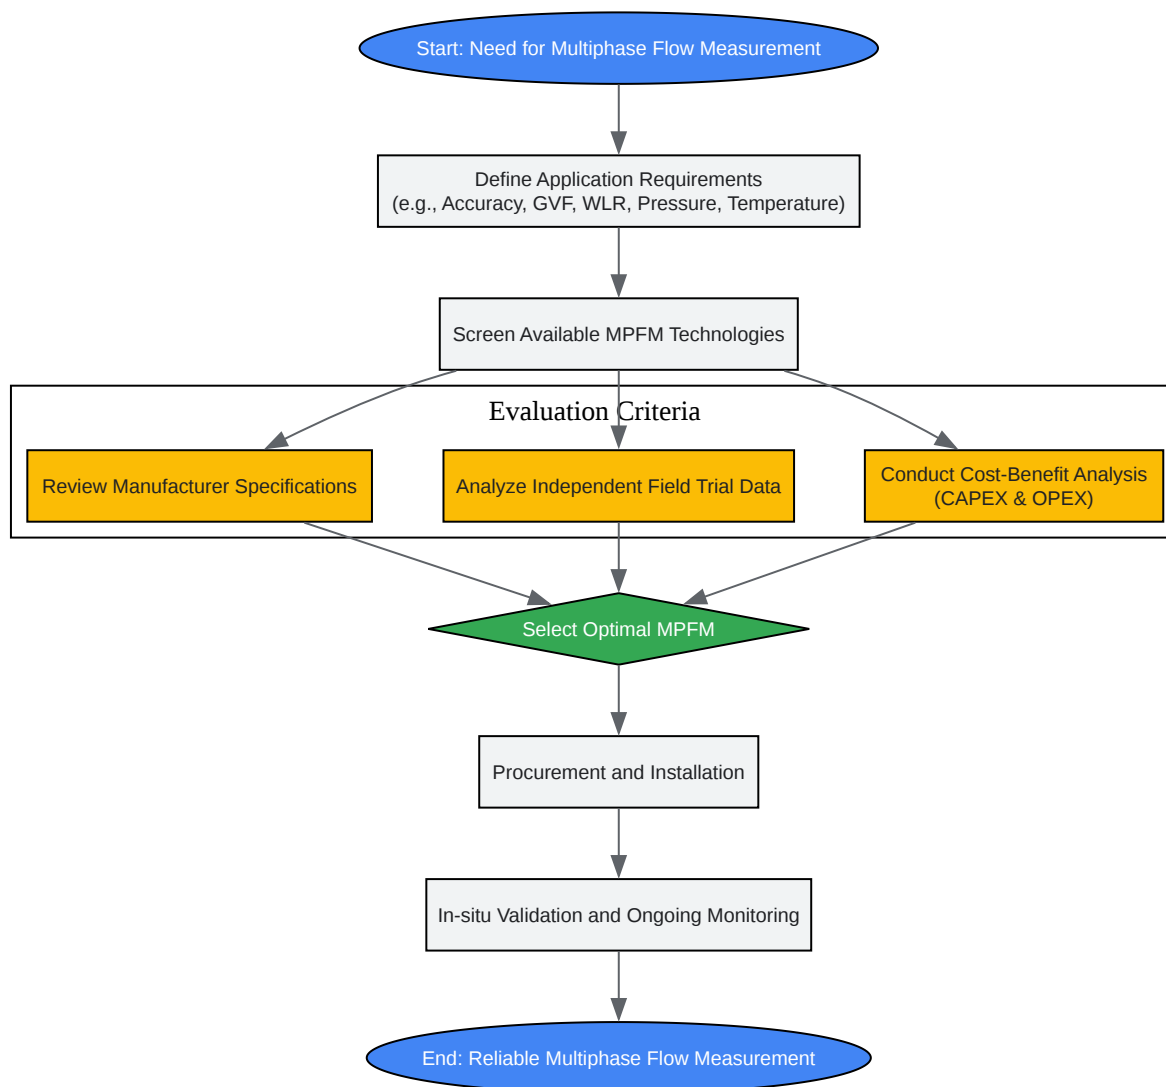 Start: Need for Multiphase Flow Measurement
Define Application Requirements
(e.g., Accuracy, GVF, WLR, Pressure, Temperature)
Screen Available MPFM Technologies
Evaluation Criteria
Review Manufacturer Specifications
Analyze Independent Field Trial Data
Conduct Cost-Benefit Analysis
(CAPEX & OPEX)
Select Optimal MPFM
Procurement and Installation
In-situ Validation and Ongoing Monitoring
End: Reliable Multiphase Flow Measurement